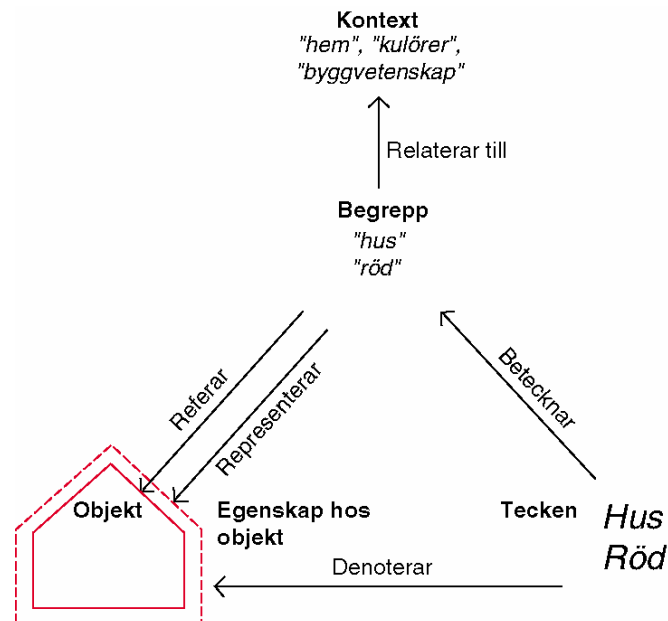 Kontext
"hem", "kulörer",
"byggvetenskap"
Relaterar till
Begrepp
"hus"
"röd"
Referar
Representerar
Betecknar
Objekt
Egenskap hos
objekt
Tecken
Hus
Röd
Denoterar